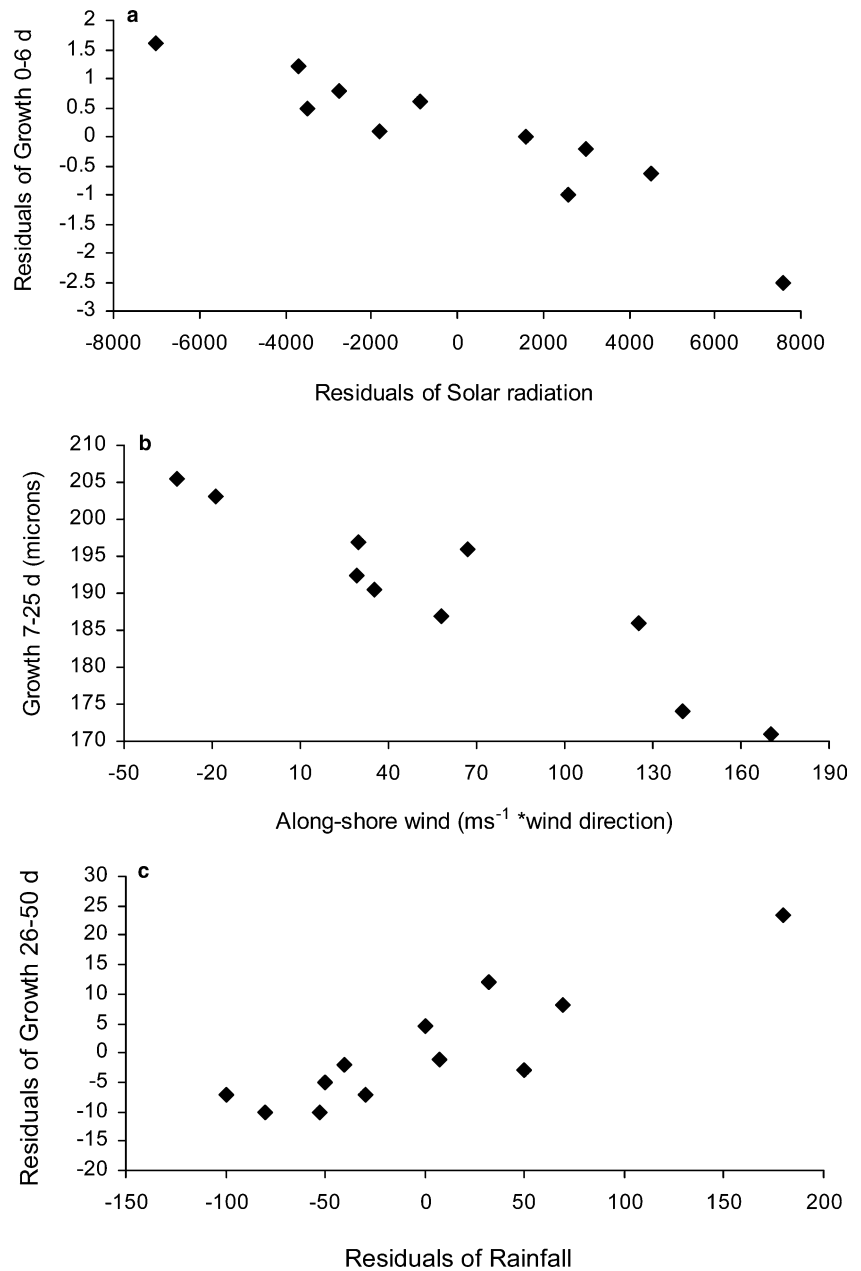 a
Residuals of Growth 0-6 d
2
1.5
1
0.5
0
-0.5
-1
-1.5
-2
-2.5
-3
-8000 -6000 -4000 -2000 0 2000 4000 6000 8000
Residuals of Solar radiation
b
Growth 7-25 d (microns)
210
205
200
195
190
185
180
175
170
-50 -20 10 40 70 100 130 160 190
Along-shore wind (ms⁻¹ *wind direction)
c
Residuals of Growth 26-50 d
30
25
20
15
10
5
0
-5
-10
-15
-20
-150 -100 -50 0 50 100 150 200
Residuals of Rainfall